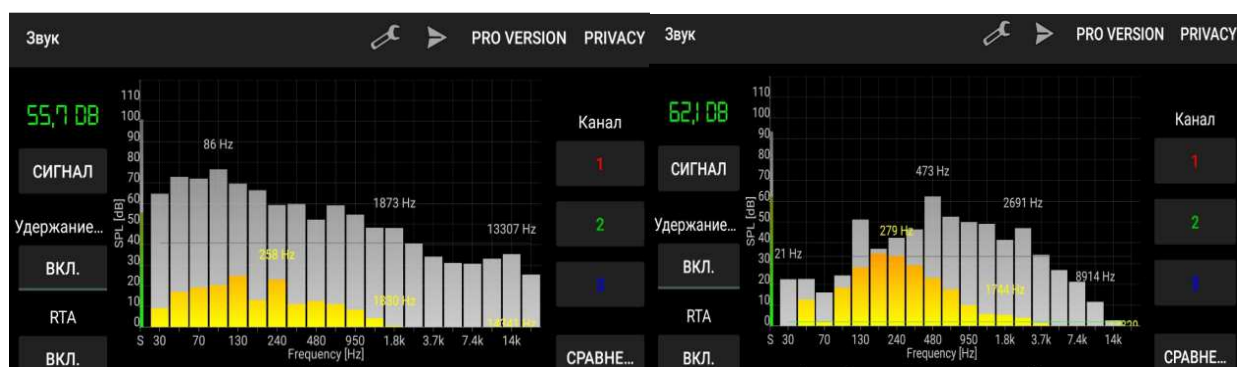 Звук PRO VERSION PRIVACY
55,7 DB
СИГНАЛ
Удержание...
ВКЛ.
RTA
ВКЛ.
SPL [dB]
110
100
90
80
70
60
50
40
30
20
10
0
86 Hz
1873 Hz
13307 Hz
258 Hz
1830 Hz
S 30 70 130 240 480 950 1.8k 3.7k 7.4k 14k
Frequency [Hz]
Канал
1
2
3
СРАВНЕ...
Звук PRO VERSION PRIVACY
62,1 DB
СИГНАЛ
Удержание...
ВКЛ.
RTA
ВКЛ.
SPL [dB]
110
100
90
80
70
60
50
40
30
20
10
0
473 Hz
2691 Hz
21 Hz
279 Hz
8914 Hz
1744 Hz
S 30 70 130 240 480 950 1.8k 3.7k 7.4k 14k
Frequency [Hz]
Канал
1
2
3
СРАВНЕ...